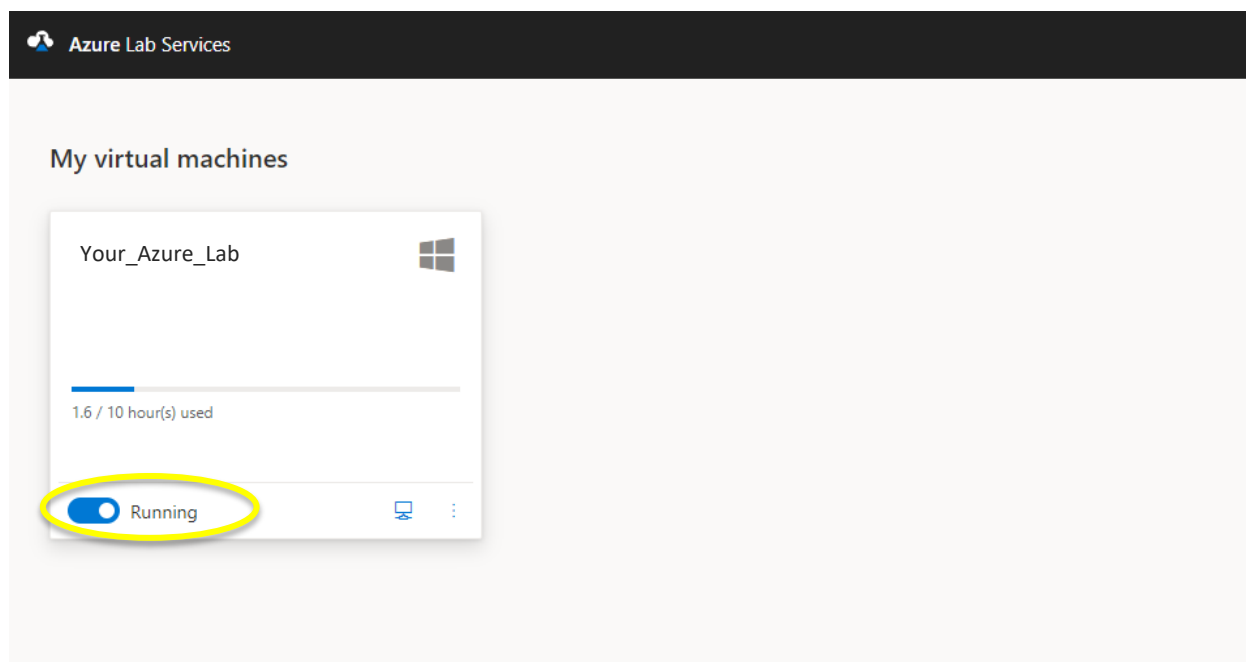 Azure Lab Services
My virtual machines
Your_Azure_Lab
1.6 / 10 hour(s) used
Running